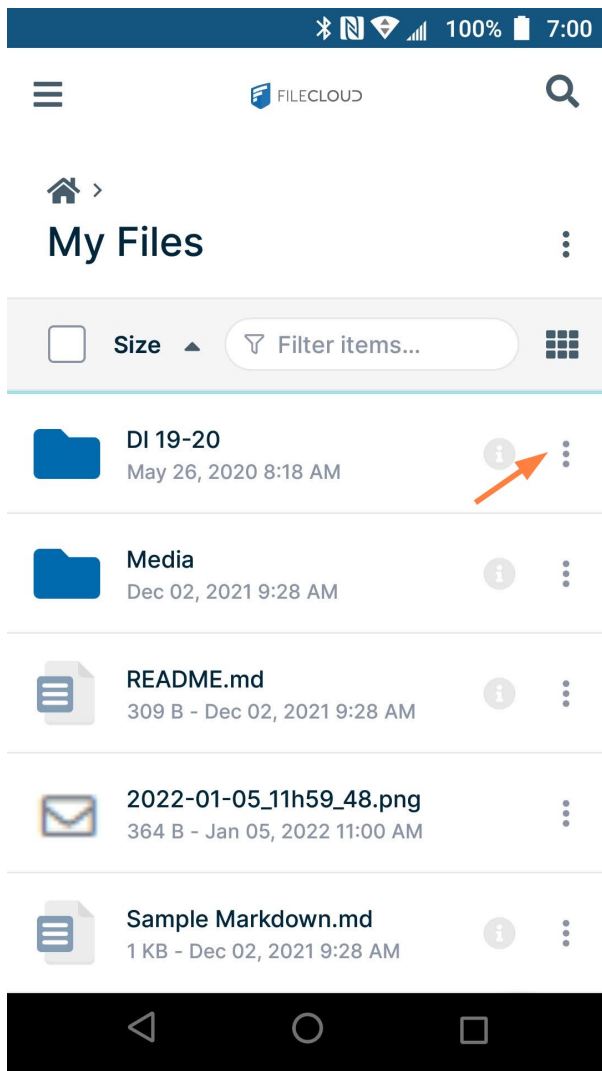 100% 7:00
FILECLOUD
My Files
Size Filter items...
DI 19-20
May 26, 2020 8:18 AM
Media
Dec 02, 2021 9:28 AM
README.md
309 B - Dec 02, 2021 9:28 AM
2022-01-05_11h59_48.png
364 B - Jan 05, 2022 11:00 AM
Sample Markdown.md
1 KB - Dec 02, 2021 9:28 AM